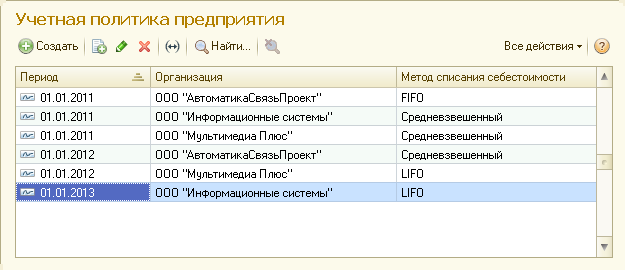 Учетная политика предприятия
Создать Найти... Все действия ?
Период Организация Метод списания себестоимости
01.01.2011 ООО "АвтоматикаСвязьПроект" FIFO
01.01.2011 ООО "Информационные системы" Средневзвешенный
01.01.2011 ООО "Мультимедиа Плюс" Средневзвешенный
01.01.2012 ООО "АвтоматикаСвязьПроект" Средневзвешенный
01.01.2012 ООО "Мультимедиа Плюс" LIFO
01.01.2013 ООО "Информационные системы" LIFO